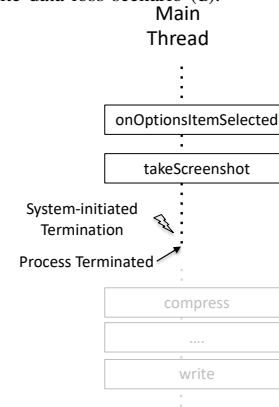 the data loss scenario (a).
Main
Thread
onOptionsItemSelected
takeScreenshot
System-initiated
Termination
Process Terminated
compress
....
write